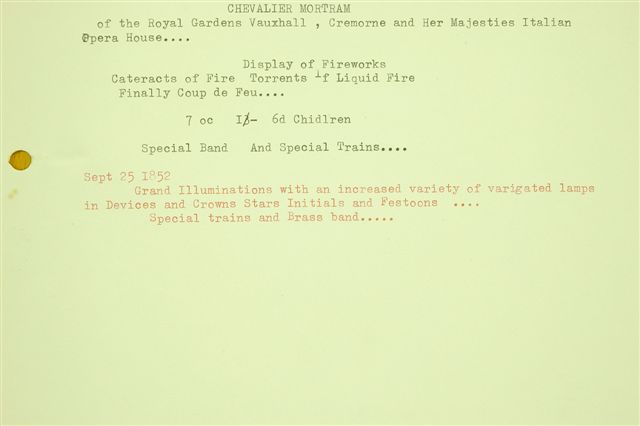 CHEVALIER MORTRAM
of the Royal Gardens Vauxhall , Cremorne and Her Majesties Italian
Opera House....
Display of Fireworks
Cateracts of Fire Torrents f Liquid Fire
Finally Coup de Feu....
7 oc I/- 6d Chidlren
Special Band And Special Trains....
Sept 25 I852
Grand Illuminations with an increased variety of varigated lamps
in Devices and Crowns Stars Initials and Festoons ....
Special trains and Brass band.....